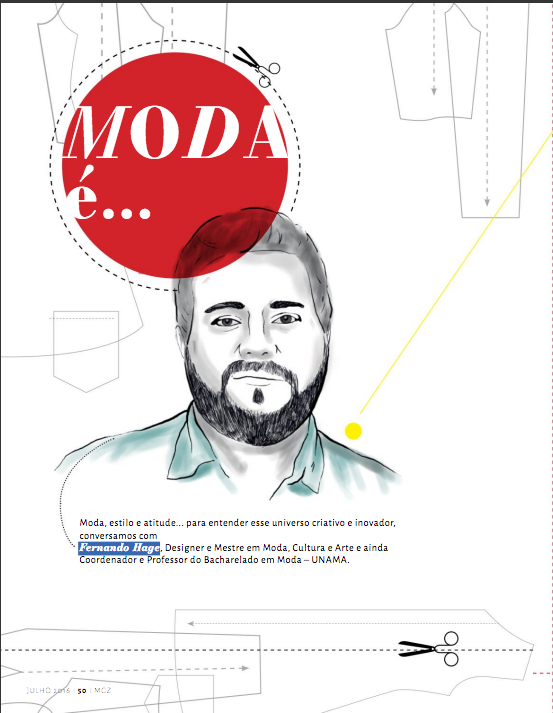 MODA
é...
Moda, estilo e atitude... para entender esse universo criativo e inovador,
conversamos com
Fernando Hage, Designer e Mestre em Moda, Cultura e Arte e ainda
Coordenador e Professor do Bacharelado em Moda – UNAMA.
JULHO 2016 | 50 | MCZ